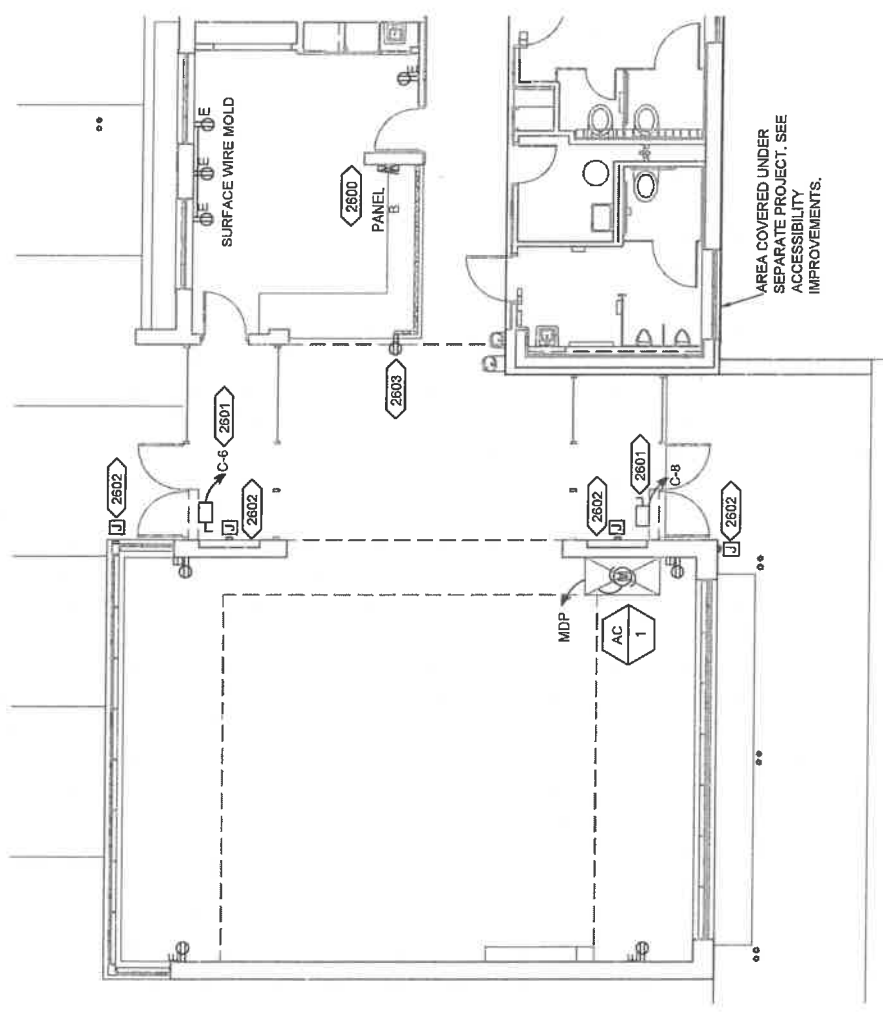 E
E
E
E
SURFACE WIRE MOLD
2600
PANEL
B
AREA COVERED UNDER
SEPARATE PROJECT. SEE
ACCESSIBILITY
IMPROVEMENTS.
2603
2601
C-6
2602
J
J
2602
2602
J
2601
C-8
2602
J
MDP
M
AC
1